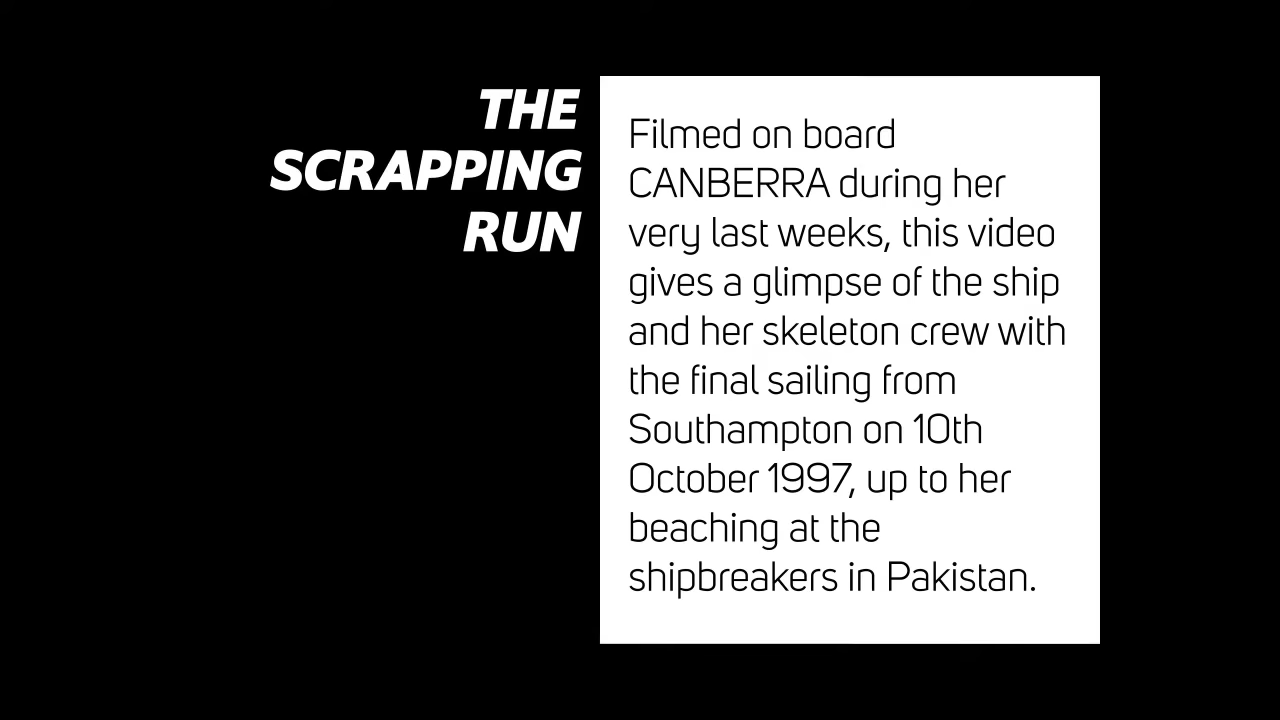 THE
SCRAPPING
RUN
Filmed on board
CANBERRA during her
very last weeks, this video
gives a glimpse of the ship
and her skeleton crew with
the final sailing from
Southampton on 10th
October 1997, up to her
beaching at the
shipbreakers in Pakistan.